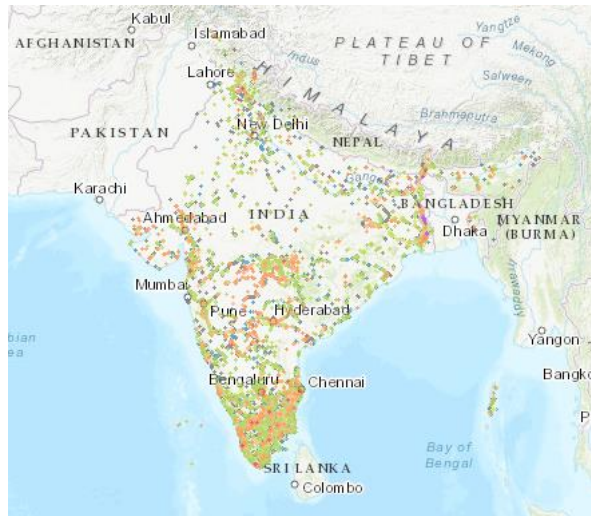 Kabul
Islamabad
AFGHANISTAN
PLATEAU OF
TIBET
Yangtze
Mekong
Salween
Indus
Lahore
HIMALAYA
Brahmaputra
New Delhi
PAKISTAN
NEPAL
Karachi
Ganges
BANGLADESH
Ahmedabad
INDIA
Dhaka
MYANMAR
(BURMA)
Mumbai
Pune
Hyderabad
Irrawaddy
Yangon
bian
ea
Bengaluru
Chennai
Bangko
P
Bay of
Bengal
SRI LANKA
Colombo